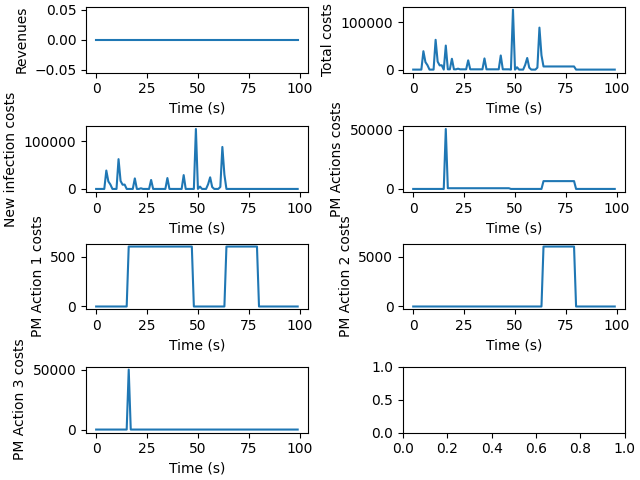 Revenues
0.05
0.00
−0.05
0 25 50 75 100
Time (s)
Total costs
100000
0
0 25 50 75 100
Time (s)
New infection costs
100000
0
0 25 50 75 100
Time (s)
PM Actions costs
50000
0
0 25 50 75 100
Time (s)
PM Action 1 costs
500
0
0 25 50 75 100
Time (s)
PM Action 2 costs
5000
0
0 25 50 75 100
Time (s)
PM Action 3 costs
50000
0
0 25 50 75 100
Time (s)
1.0
0.5
0.0
0.0 0.2 0.4 0.6 0.8 1.0